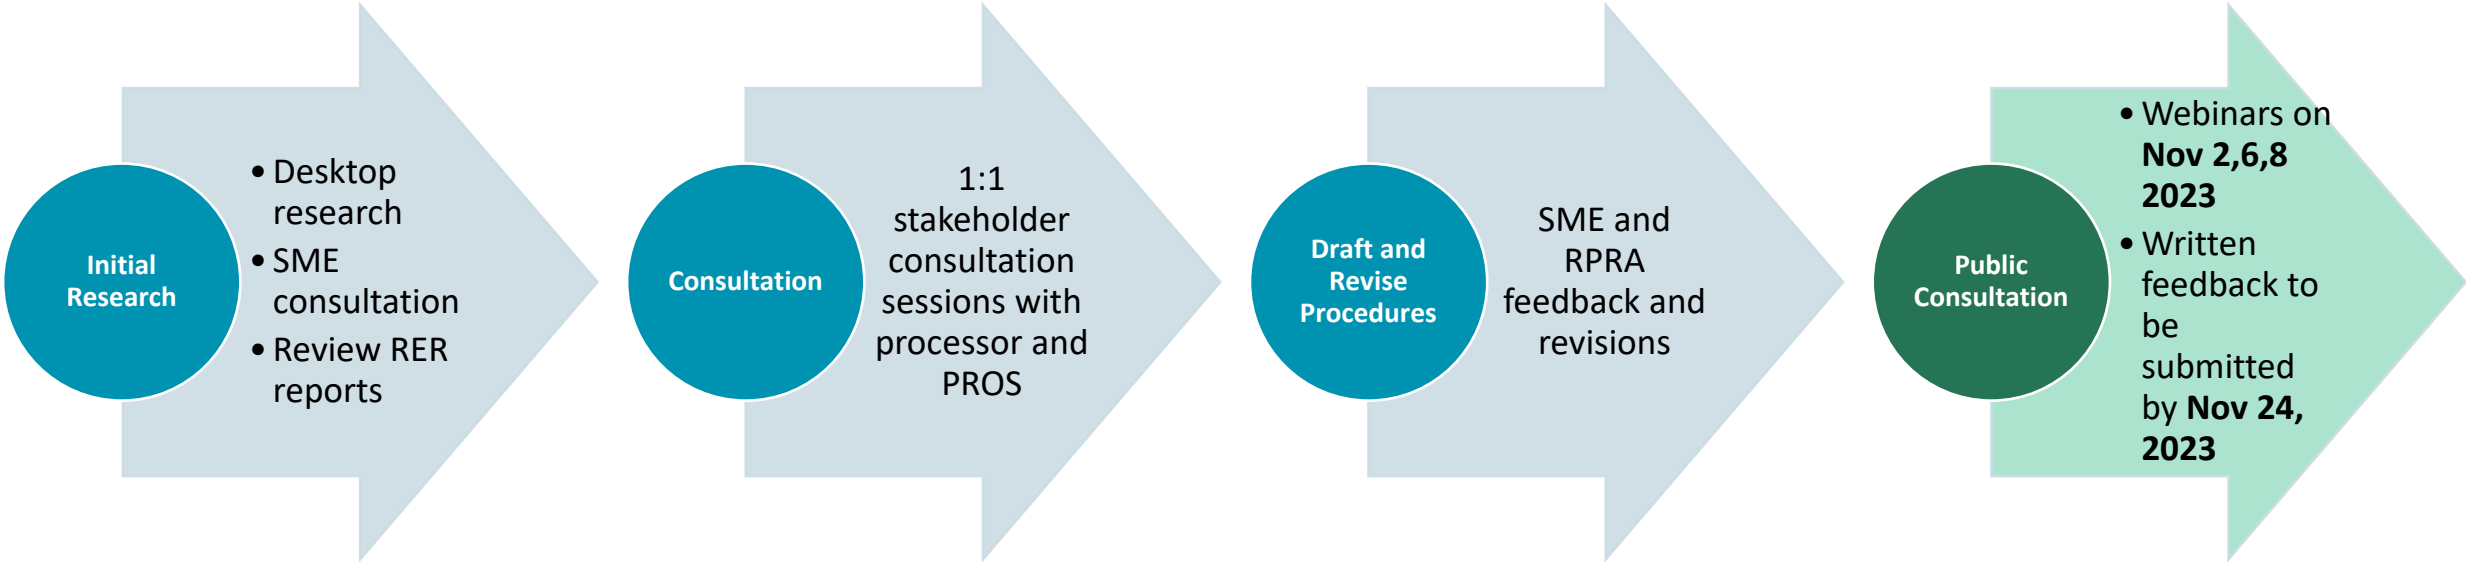 Initial
Research
• Desktop
research
• SME
consultation
• Review RER
reports
Consultation
1:1
stakeholder
consultation
sessions with
processor and
PROS
Draft and
Revise
Procedures
SME and
RPRA
feedback and
revisions
Public
Consultation
• Webinars on
Nov 2,6,8
2023
• Written
feedback to
be
submitted
by Nov 24,
2023